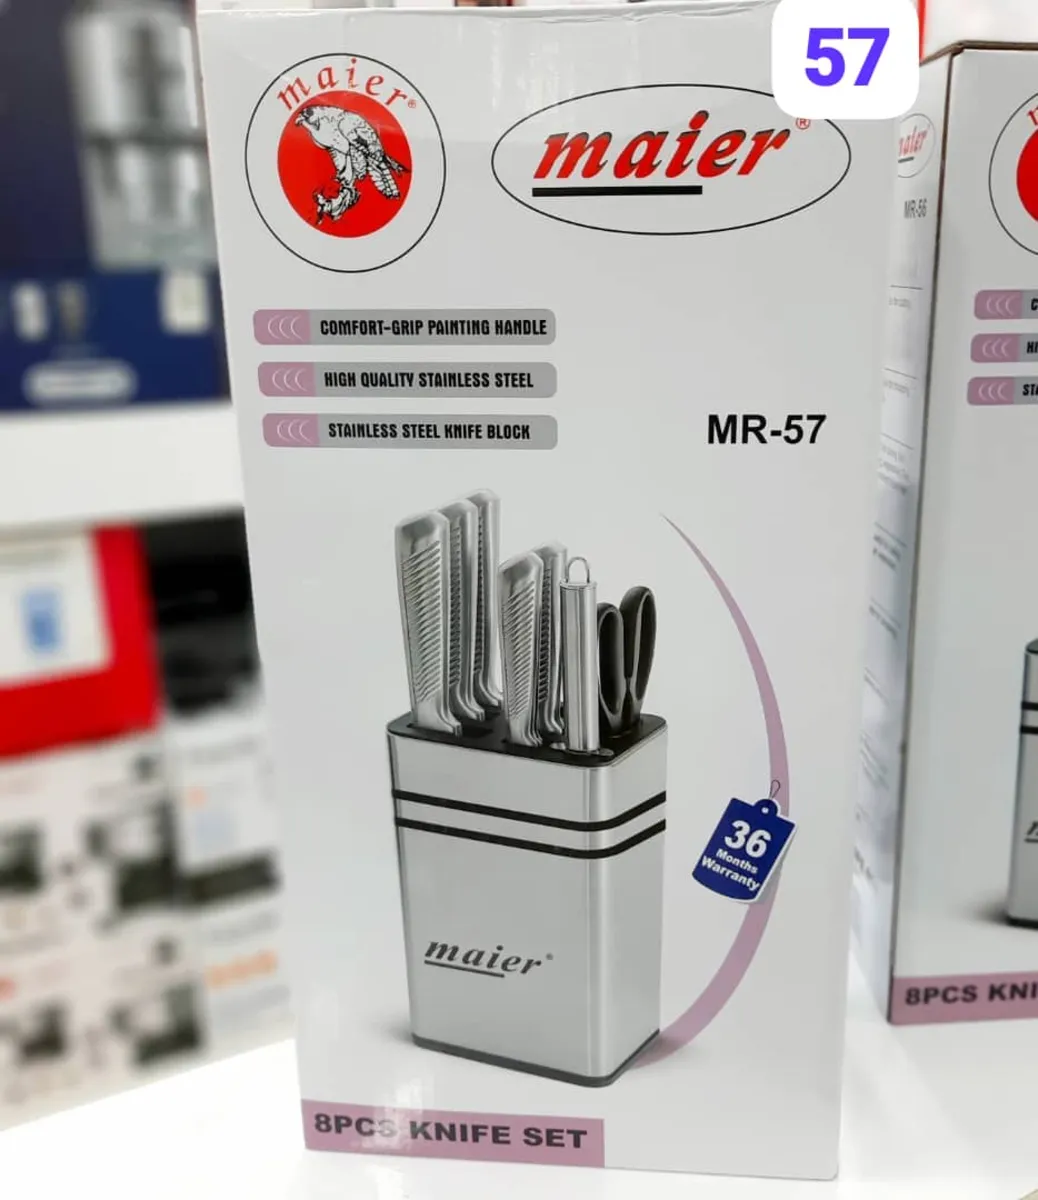 57
maier®
maier®
COMFORT-GRIP PAINTING HANDLE
HIGH QUALITY STAINLESS STEEL
STAINLESS STEEL KNIFE BLOCK
MR-57
36
Months
Warranty
maier®
8PCS KNIFE SET
MR-56
8PCS KNI